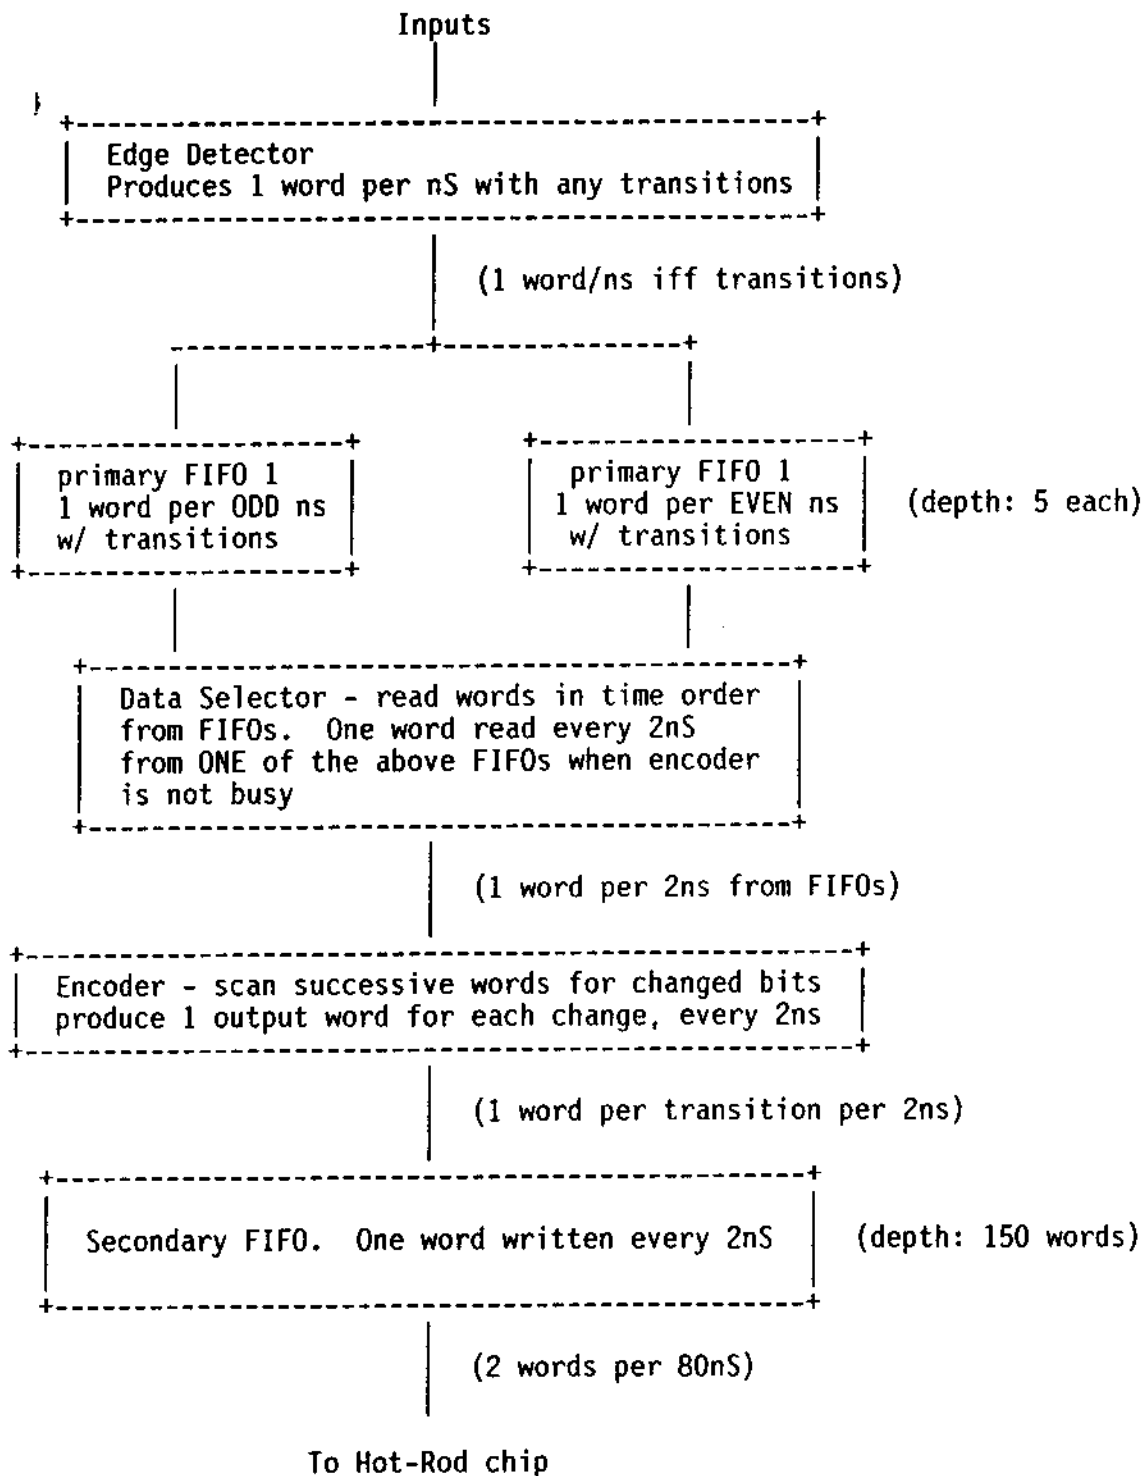 Inputs
Edge Detector
Produces 1 word per nS with any transitions
(1 word/ns iff transitions)
primary FIFO 1
1 word per ODD ns
w/ transitions
primary FIFO 1
1 word per EVEN ns
w/ transitions
(depth: 5 each)
Data Selector - read words in time order
from FIFOs. One word read every 2nS
from ONE of the above FIFOs when encoder
is not busy
(1 word per 2ns from FIFOs)
Encoder - scan successive words for changed bits
produce 1 output word for each change, every 2ns
(1 word per transition per 2ns)
Secondary FIFO. One word written every 2nS
(depth: 150 words)
(2 words per 80nS)
To Hot-Rod chip